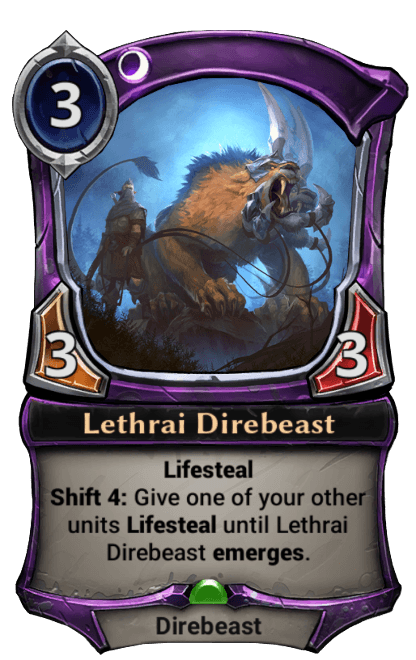 3
3
3
Lethrai Direbeast
Lifesteal
Shift 4: Give one of your other
units Lifesteal until Lethrai
Direbeast emerges.
Direbeast